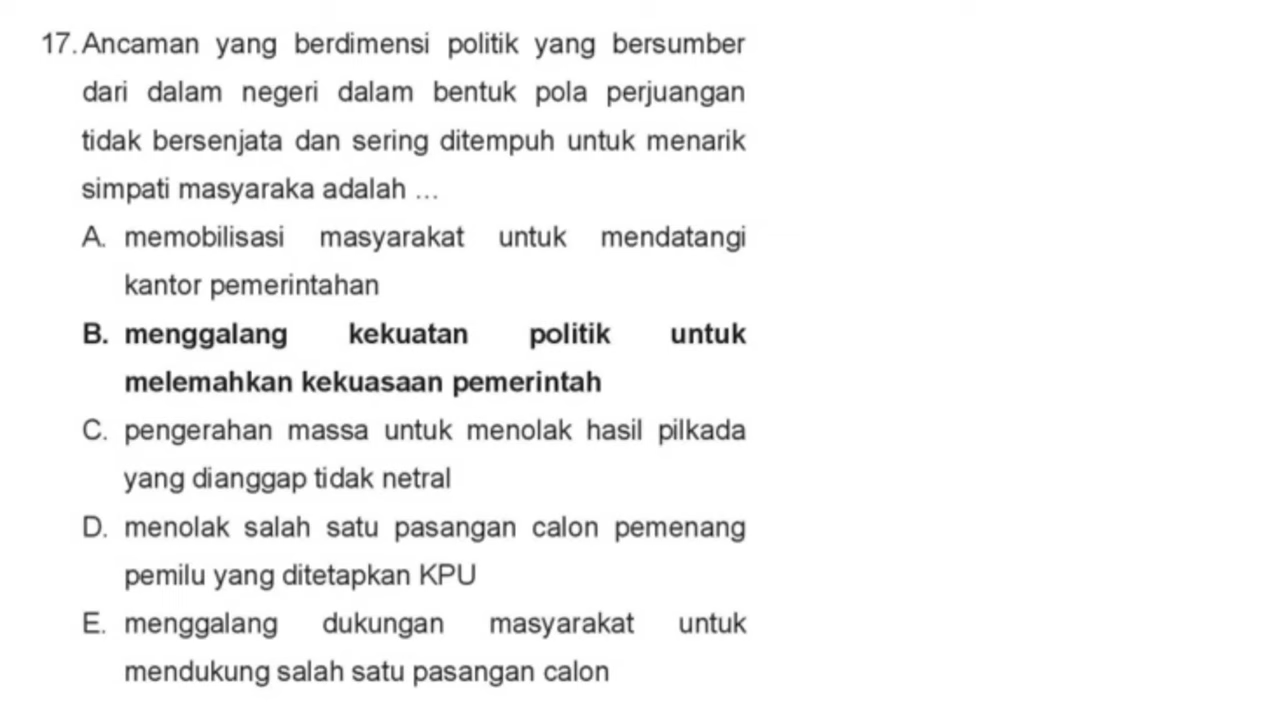 17. Ancaman yang berdimensi politik yang bersumber
dari dalam negeri dalam bentuk pola perjuangan
tidak bersenjata dan sering ditempuh untuk menarik
simpati masyaraka adalah ...
A. memobilisasi masyarakat untuk mendatangi
kantor pemerintahan
B. menggalang kekuatan politik untuk
melemahkan kekuasaan pemerintah
C. pengerahan massa untuk menolak hasil pilkada
yang dianggap tidak netral
D. menolak salah satu pasangan calon pemenang
pemilu yang ditetapkan KPU
E. menggalang dukungan masyarakat untuk
mendukung salah satu pasangan calon